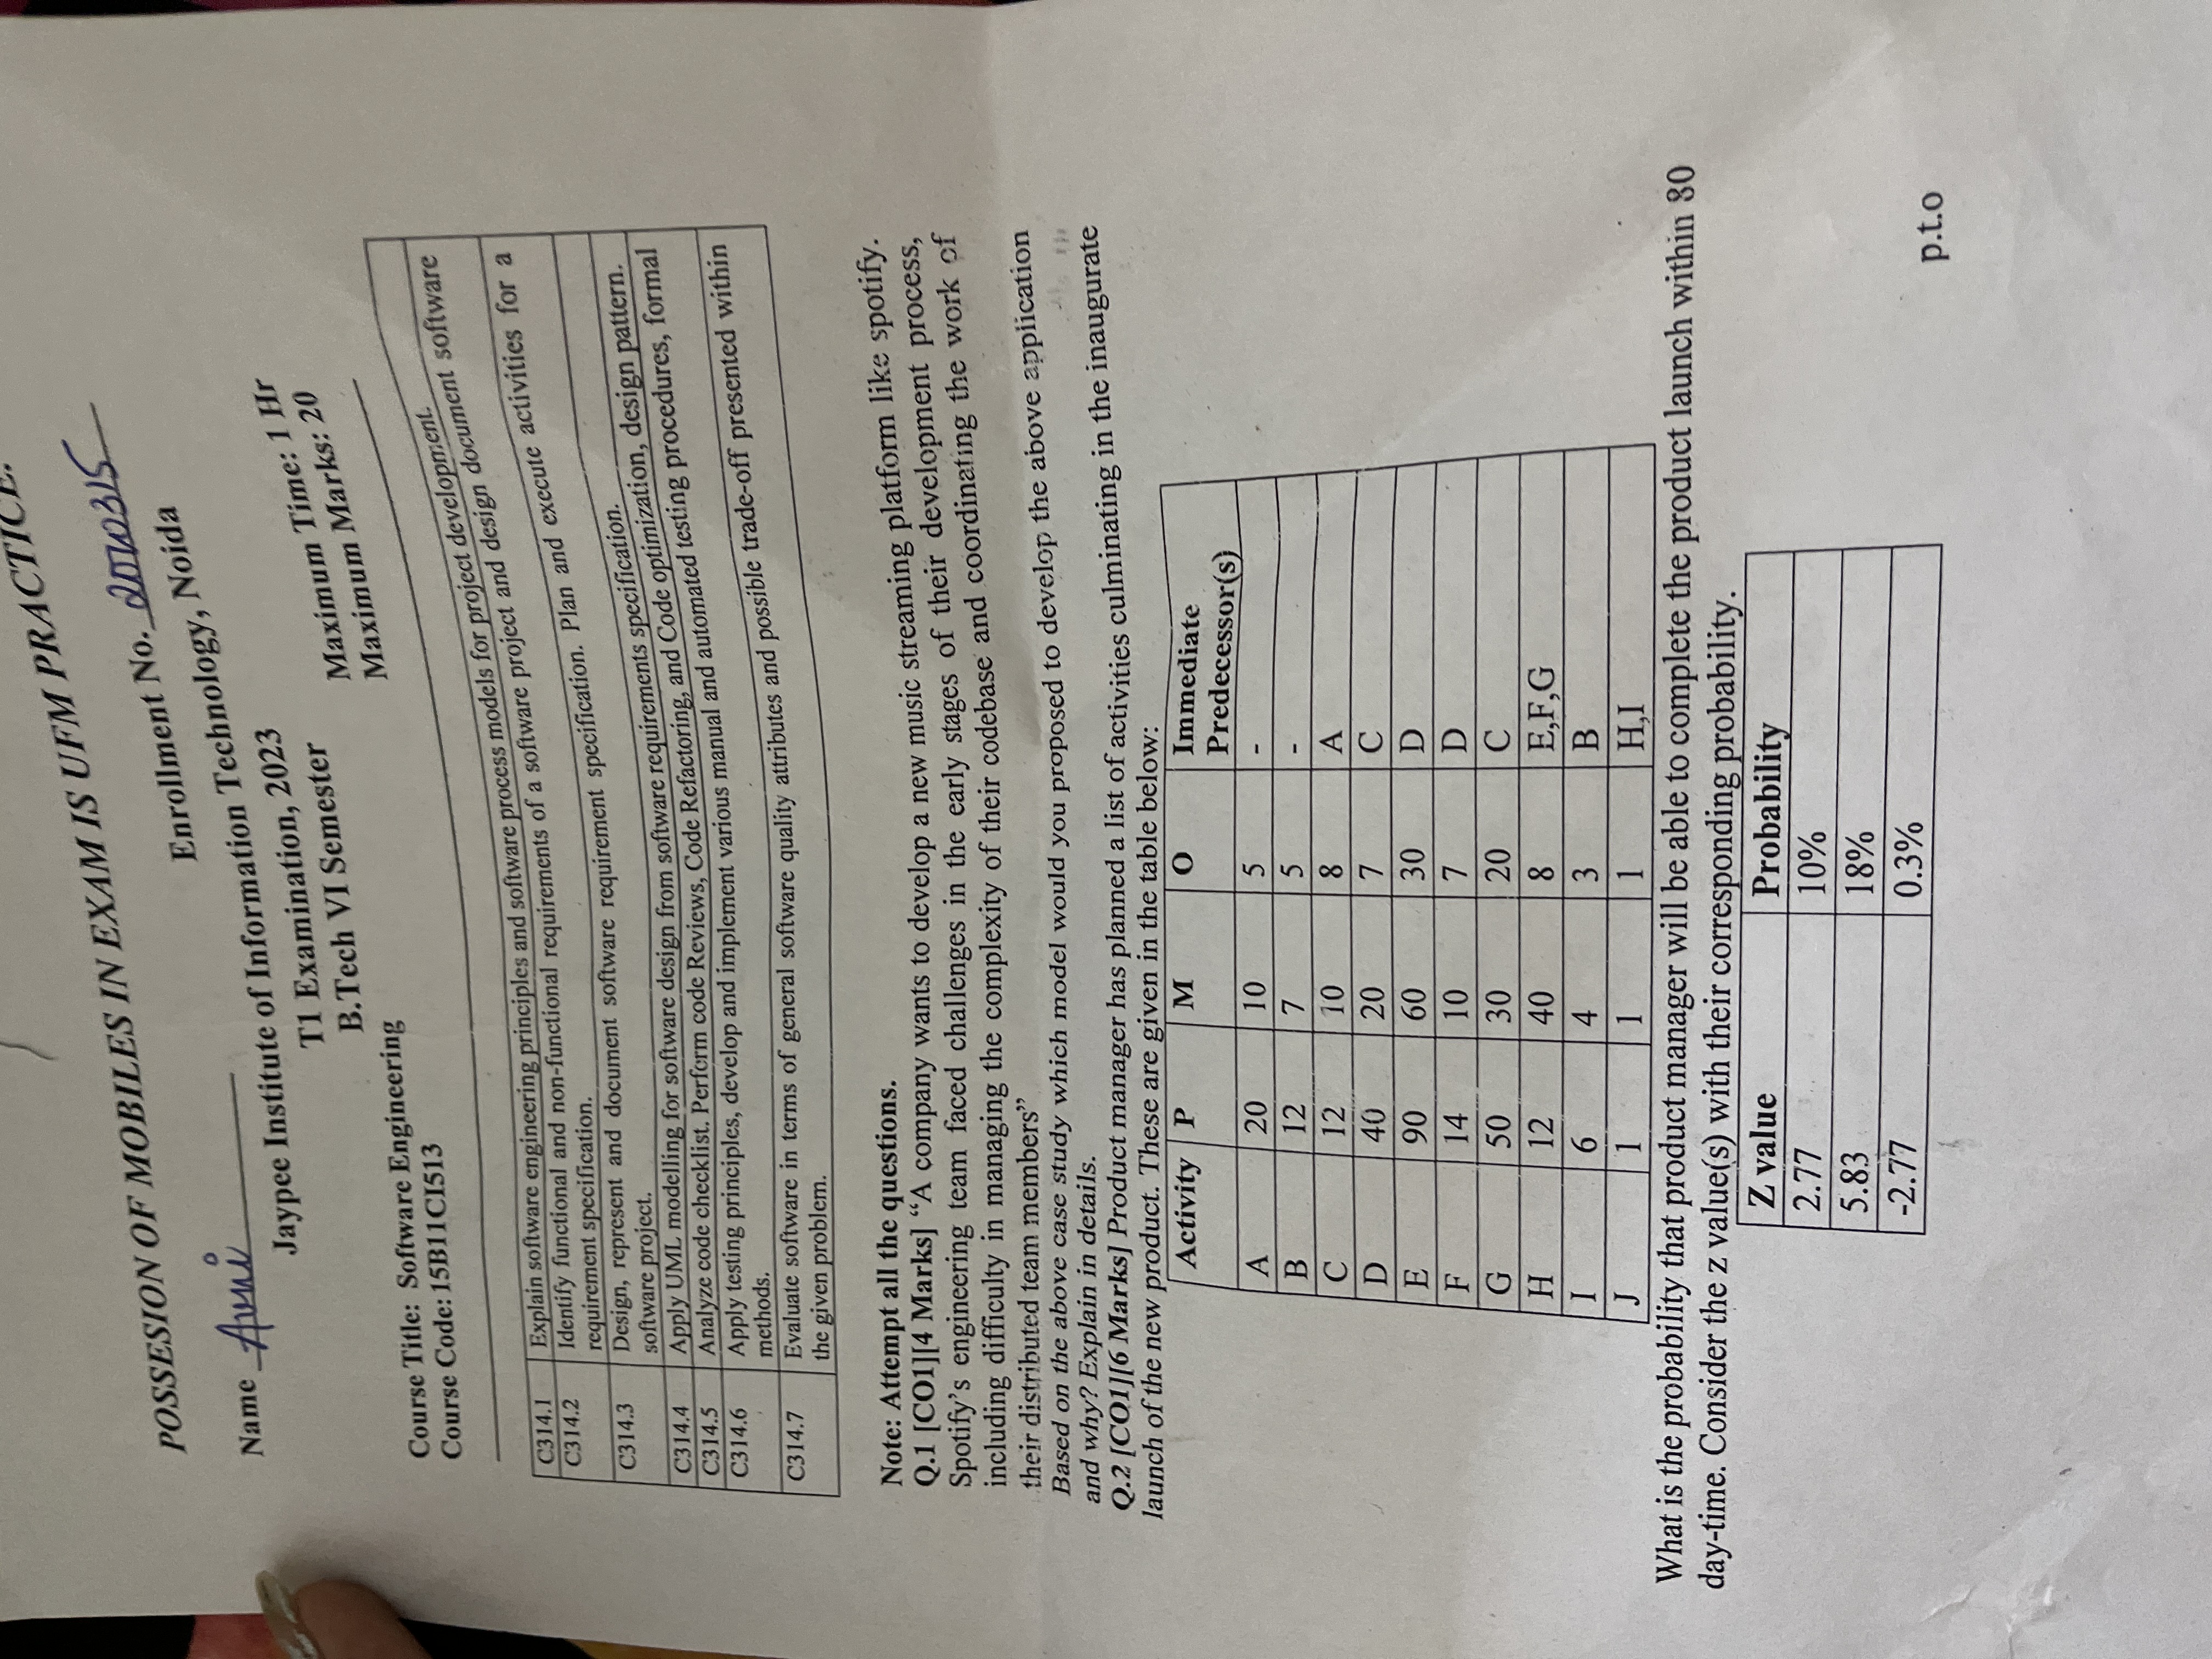 POSSESION OF MOBILES IN EXAM IS UFM PRACTICE.
Enrollment No.
Name Avni
Jaypee Institute of Information Technology, Noida
T1 Examination, 2023
B.Tech VI Semester
Maximum Time: 1 Hr
Maximum Marks: 20
Course Title: Software Engineering
Course Code: 15B11CI513
C314.1 Explain software engineering principles and software process models for project development.
C314.2 Identify functional and non-functional requirements of a software project and design document software
requirement specification.
C314.3 Design, represent and document software requirement specification. Plan and execute activities for a
software project.
C314.4 Apply UML modelling for software design from software requirements specification.
C314.5 Analyze code checklist. Perform code Reviews, Code Refactoring, and Code optimization, design pattern.
C314.6 Apply testing principles, develop and implement various manual and automated testing procedures, formal
methods.
C314.7 Evaluate software in terms of general software quality attributes and possible trade-off presented within
the given problem.
Note: Attempt all the questions.
Q.1 [CO1][4 Marks] “A company wants to develop a new music streaming platform like spotify.
Spotify's engineering team faced challenges in the early stages of their development process,
including difficulty in managing the complexity of their codebase and coordinating the work of
their distributed team members”
Based on the above case study which model would you proposed to develop the above application
and why? Explain in details.
Q.2 [CO1][6 Marks] Product manager has planned a list of activities culminating in the inaugurate
launch of the new product. These are given in the table below:
Activity P M O Immediate
Predecessor(s)
A 20 10 5 -
B 12 7 5 -
C 12 10 8 A
D 40 20 7 C
E 90 60 30 D
F 14 10 7 D
G 50 30 20 C
H 12 40 8 E,F,G
I 6 4 3 B
J 1 1 1 H,I
What is the probability that product manager will be able to complete the product launch within 80
day-time. Consider the z value(s) with their corresponding probability.
Z value Probability
2.77 10%
5.83 18%
-2.77 0.3%
p.t.o